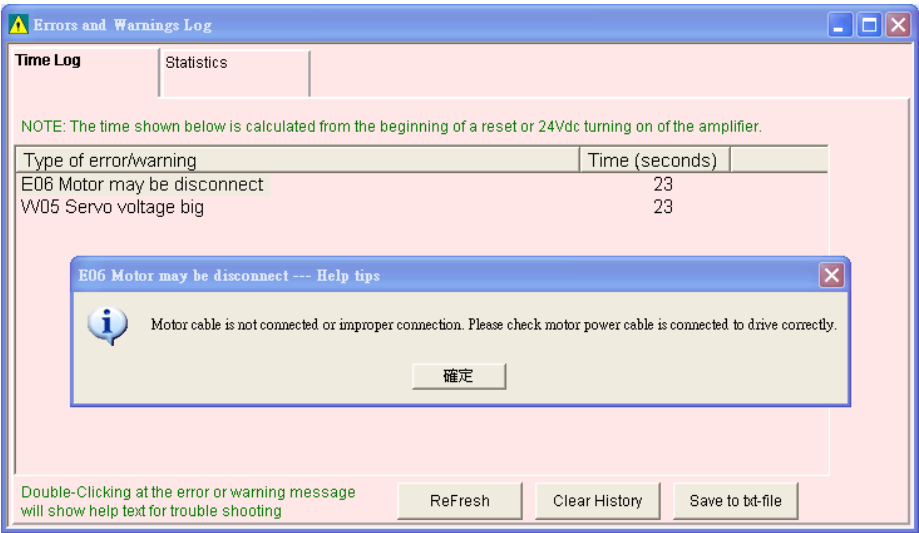 Errors and Warnings Log
Time Log
Statistics
NOTE: The time shown below is calculated from the beginning of a reset or 24Vdc turning on of the amplifier.
Type of error/warning Time (seconds)
E06 Motor may be disconnect 23
W05 Servo voltage big 23
E06 Motor may be disconnect --- Help tips
Motor cable is not connected or improper connection. Please check motor power cable is connected to drive correctly.
確定
Double-Clicking at the error or warning message
will show help text for trouble shooting
ReFresh
Clear History
Save to txt-file